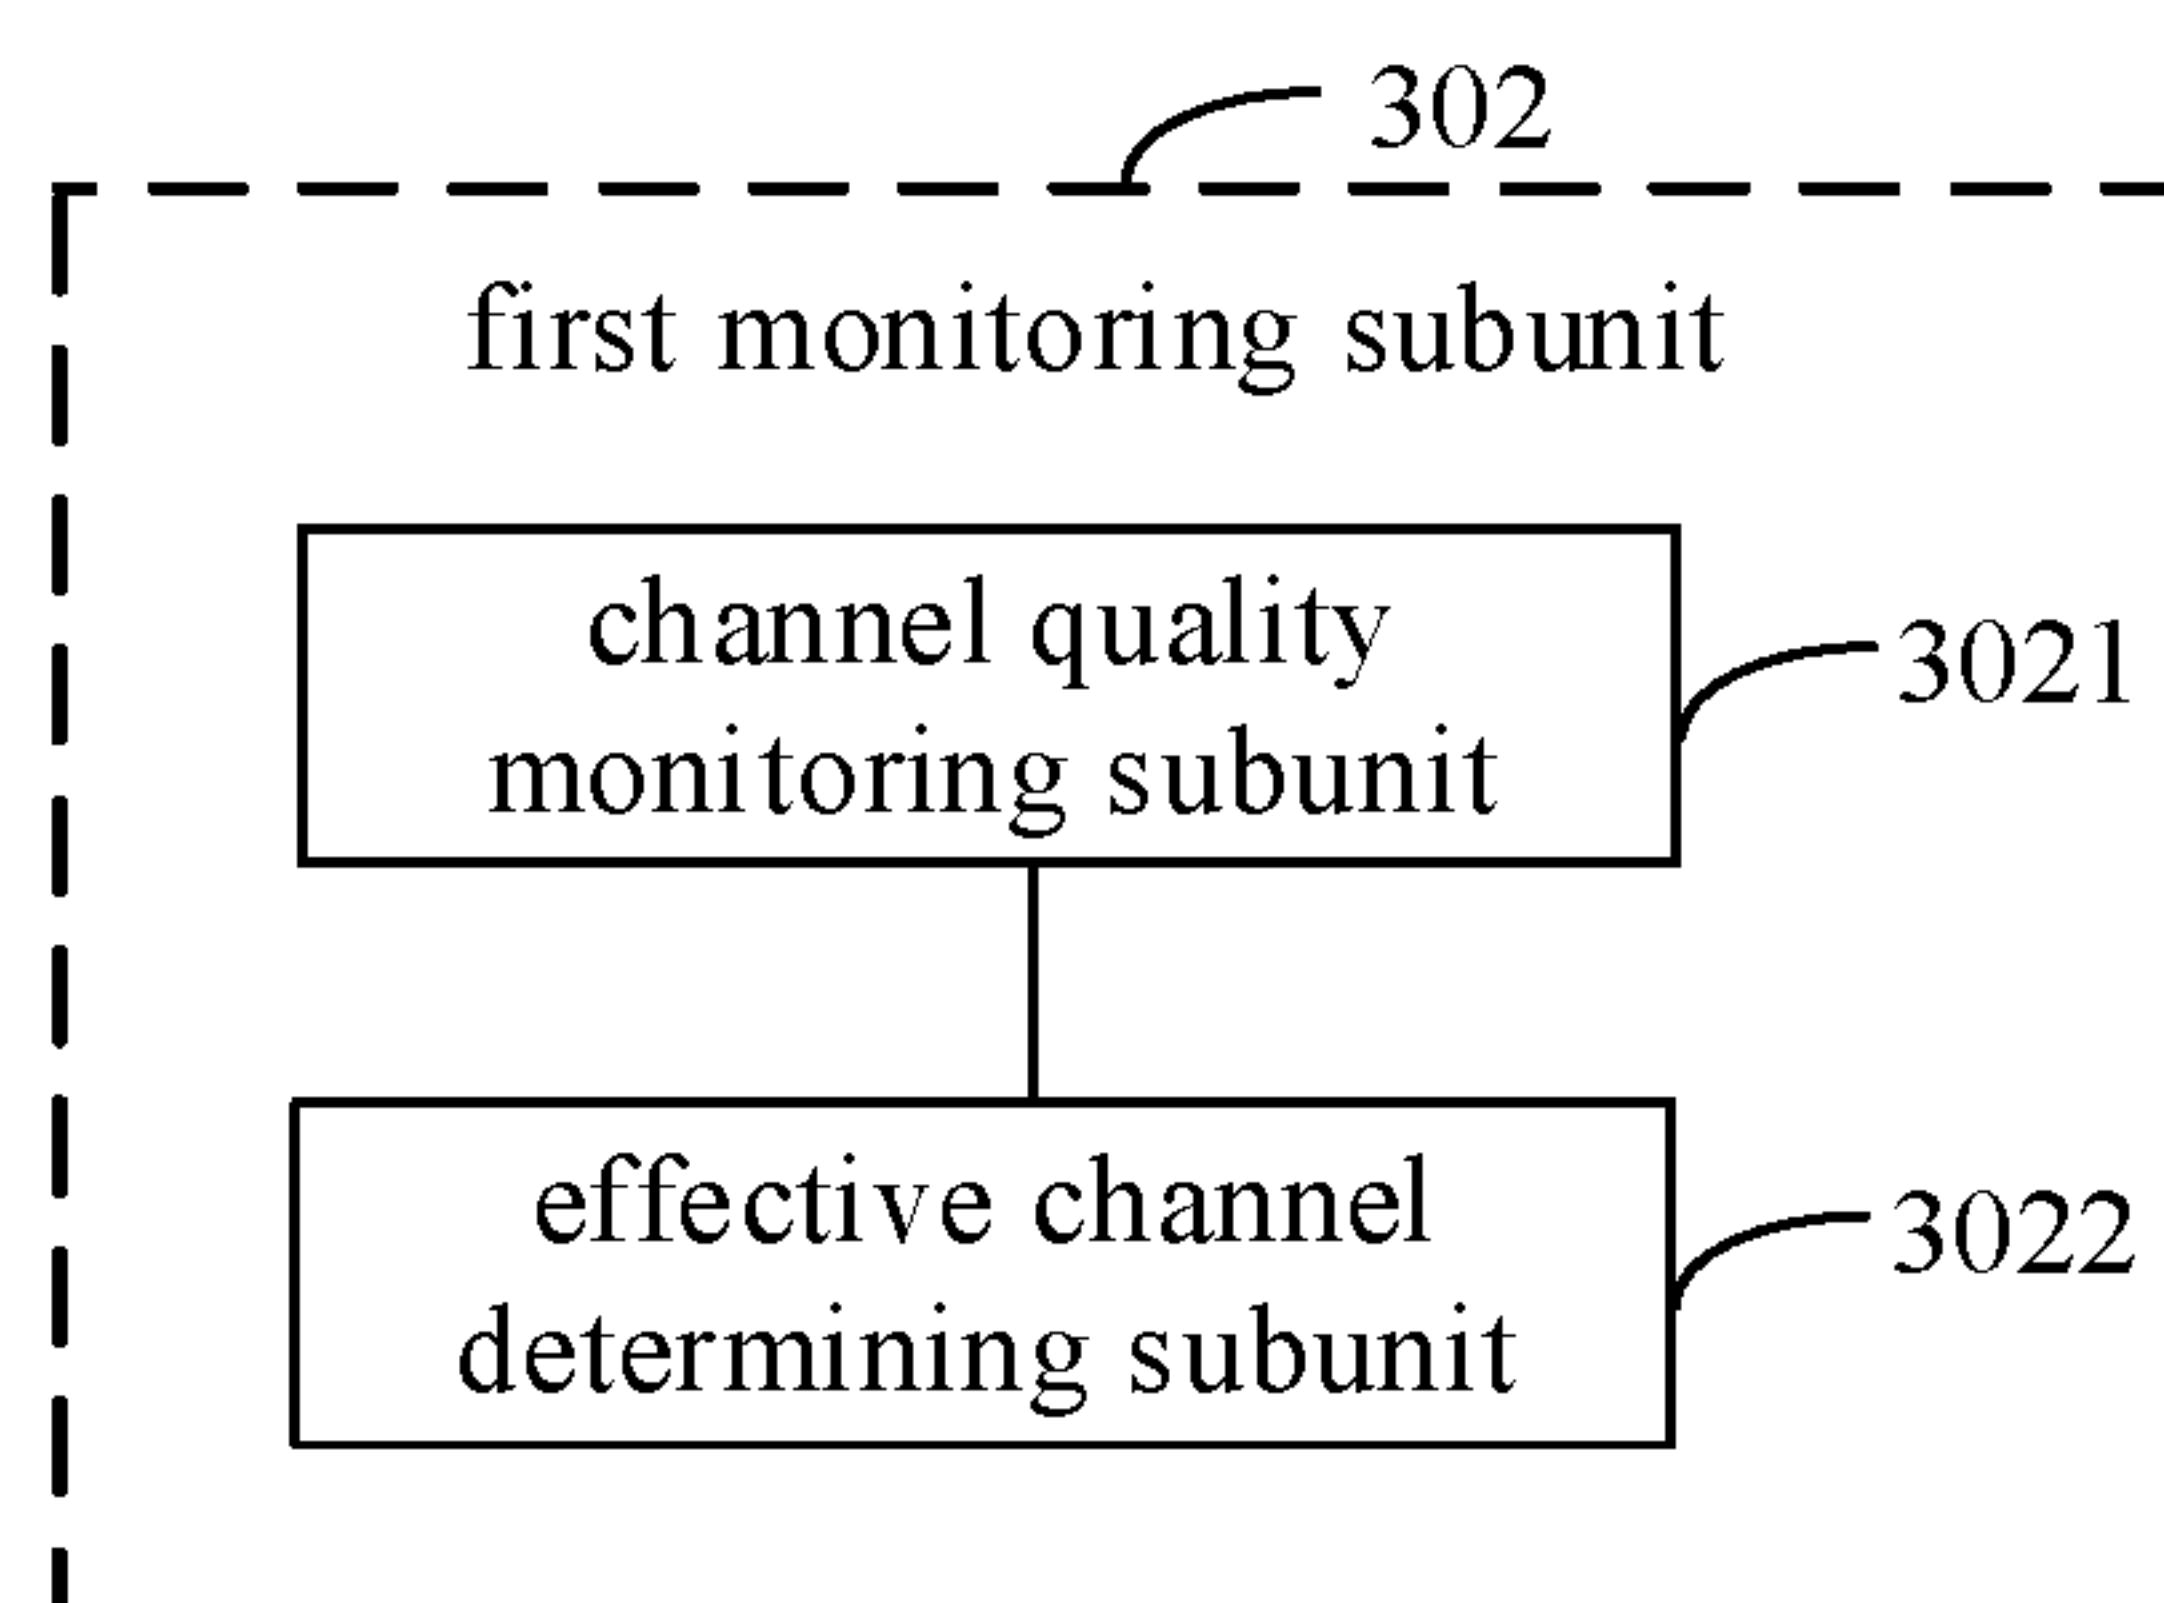 302
first monitoring subunit
channel quality
monitoring subunit
3021
effective channel
determining subunit
3022